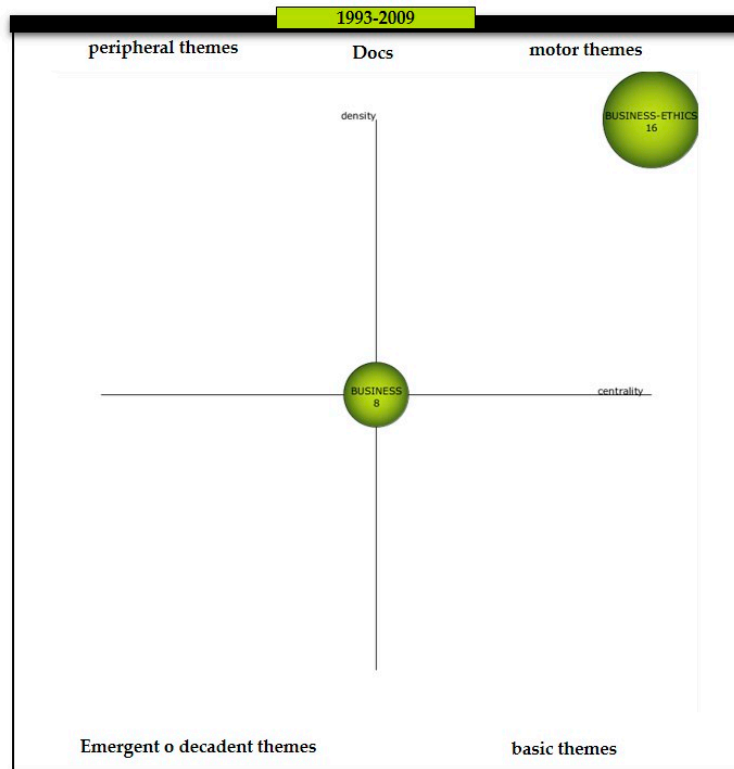 1993-2009
peripheral themes
Docs
motor themes
density
BUSINESS-ETHICS
16
BUSINESS
8
centrality
Emergent o decadent themes
basic themes